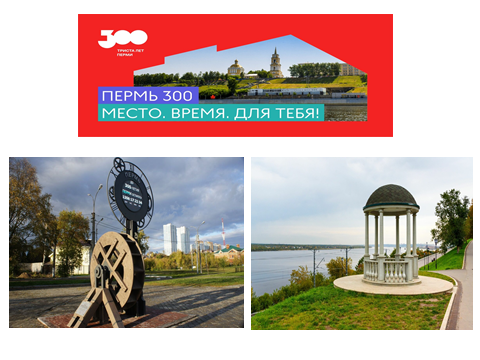 300
ТРИСТА ЛЕТ
ПЕРМИ
ПЕРМЬ 300
МЕСТО. ВРЕМЯ. ДЛЯ ТЕБЯ!